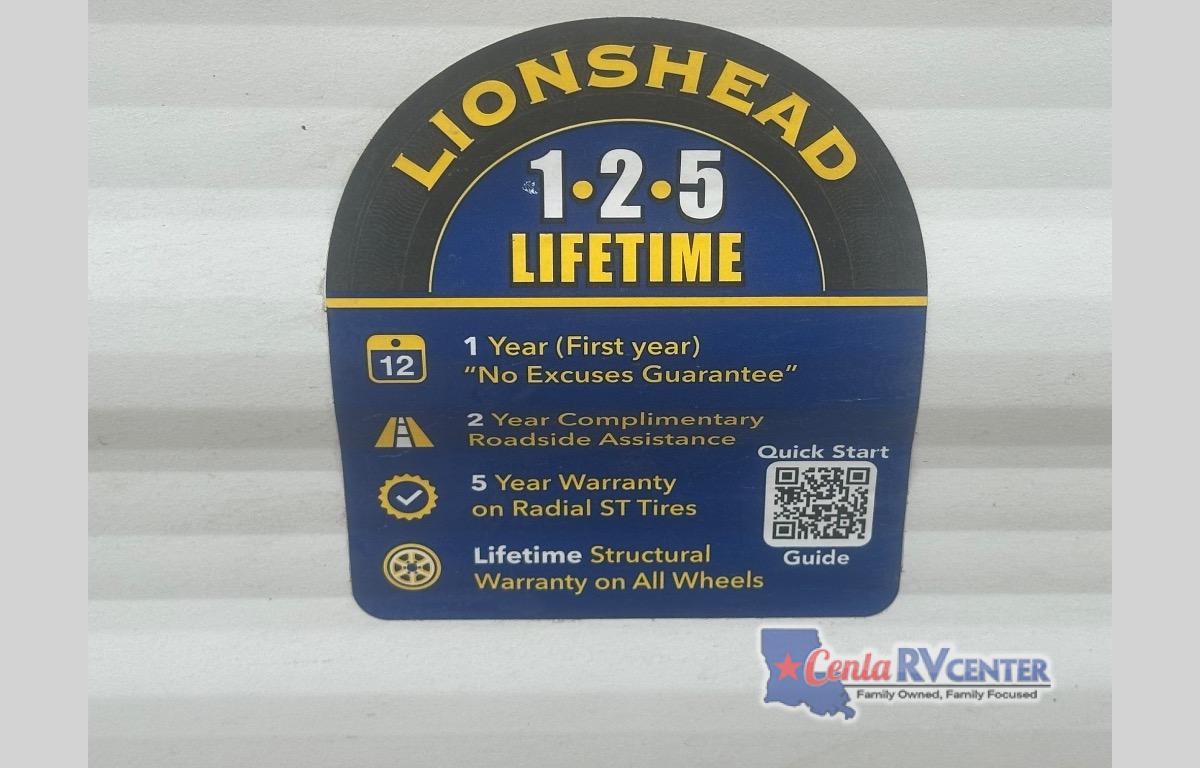 LIONSHEAD
1•2•5
LIFETIME
12
1 Year (First year)
“No Excuses Guarantee”
2 Year Complimentary
Roadside Assistance
5 Year Warranty
on Radial ST Tires
Lifetime Structural
Warranty on All Wheels
Quick Start
Guide
Cenla RV CENTER
Family Owned, Family Focused